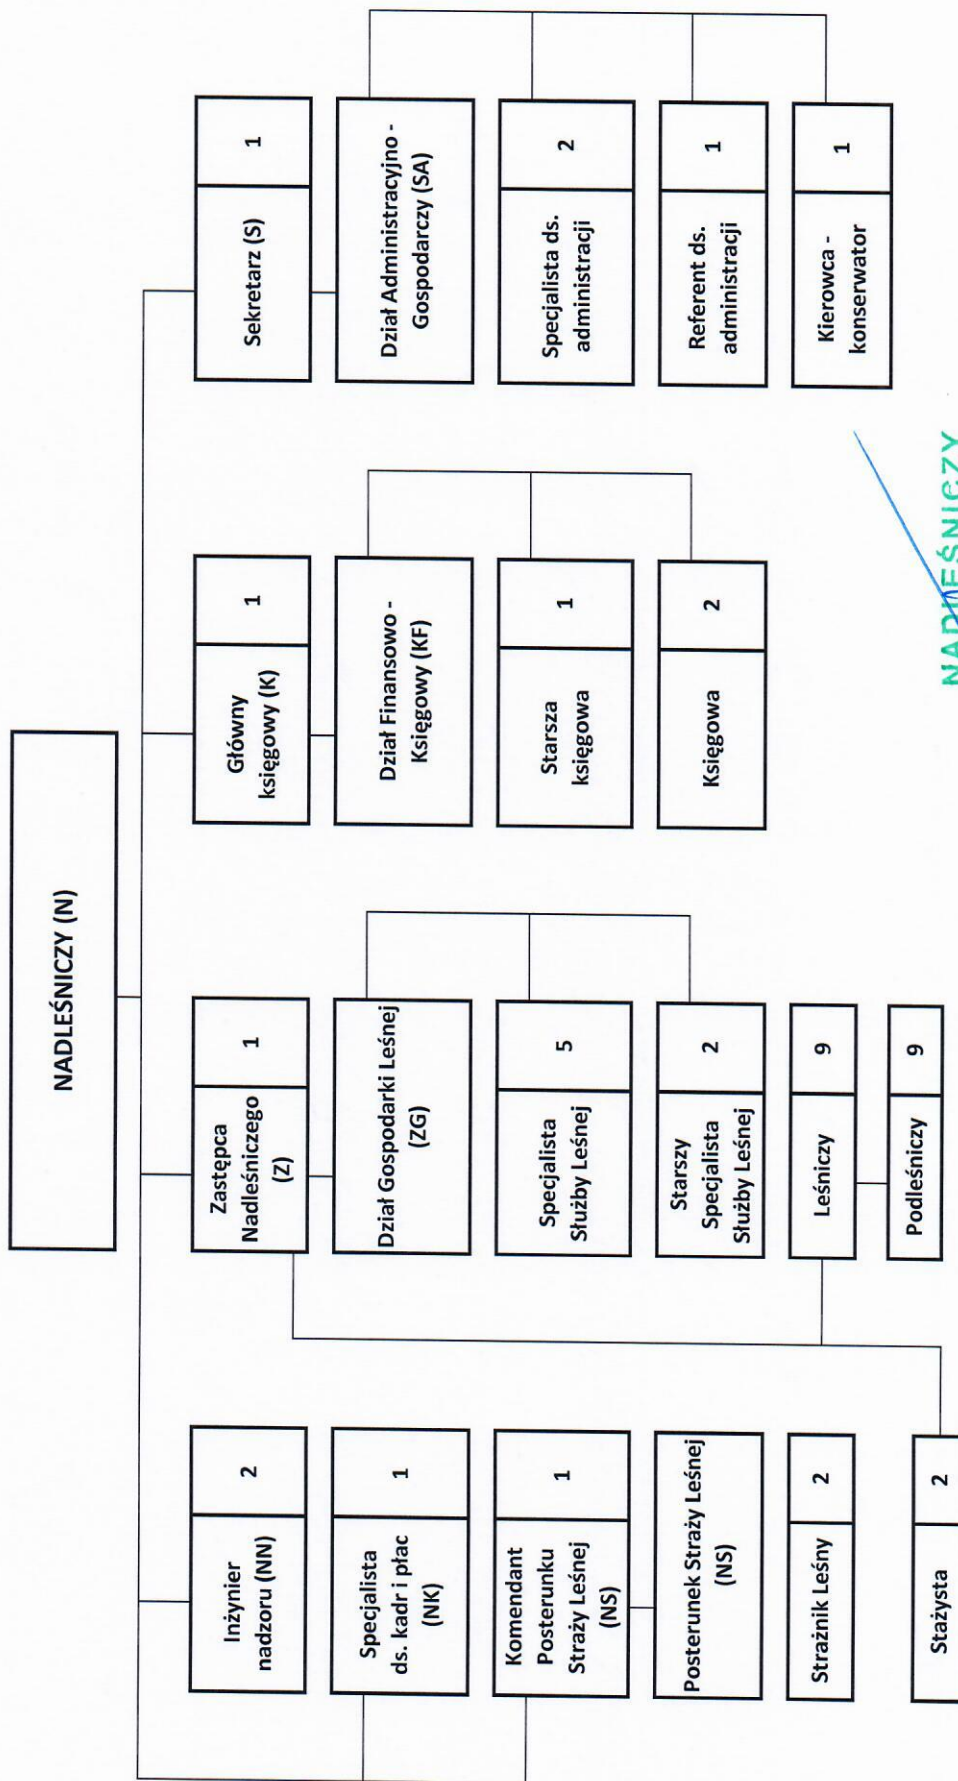 NADLEŚNICZY (N)
Inżynier
nadzoru (NN)
2
Specjalista
ds. kadr i płac
(NK)
1
Komendant
Posterunku
Straży Leśnej
(NS)
1
Posterunek Straży Leśnej
(NS)
Strażnik Leśny
2
Stażysta
2
Zastępca
Nadleśniczego
(Z)
1
Dział Gospodarki Leśnej
(ZG)
Specjalista
Służby Leśnej
5
Starszy
Specjalista
Służby Leśnej
2
Leśniczy
9
Podleśniczy
9
Główny
księgowy (K)
1
Dział Finansowo -
Księgowy (KF)
Starsza
księgowa
1
Księgowa
2
Sekretarz (S)
1
Dział Administracyjno -
Gospodarczy (SA)
Specjalista ds.
administracji
2
Referent ds.
administracji
1
Kierowca -
konserwator
1
NADLEŚNICZY